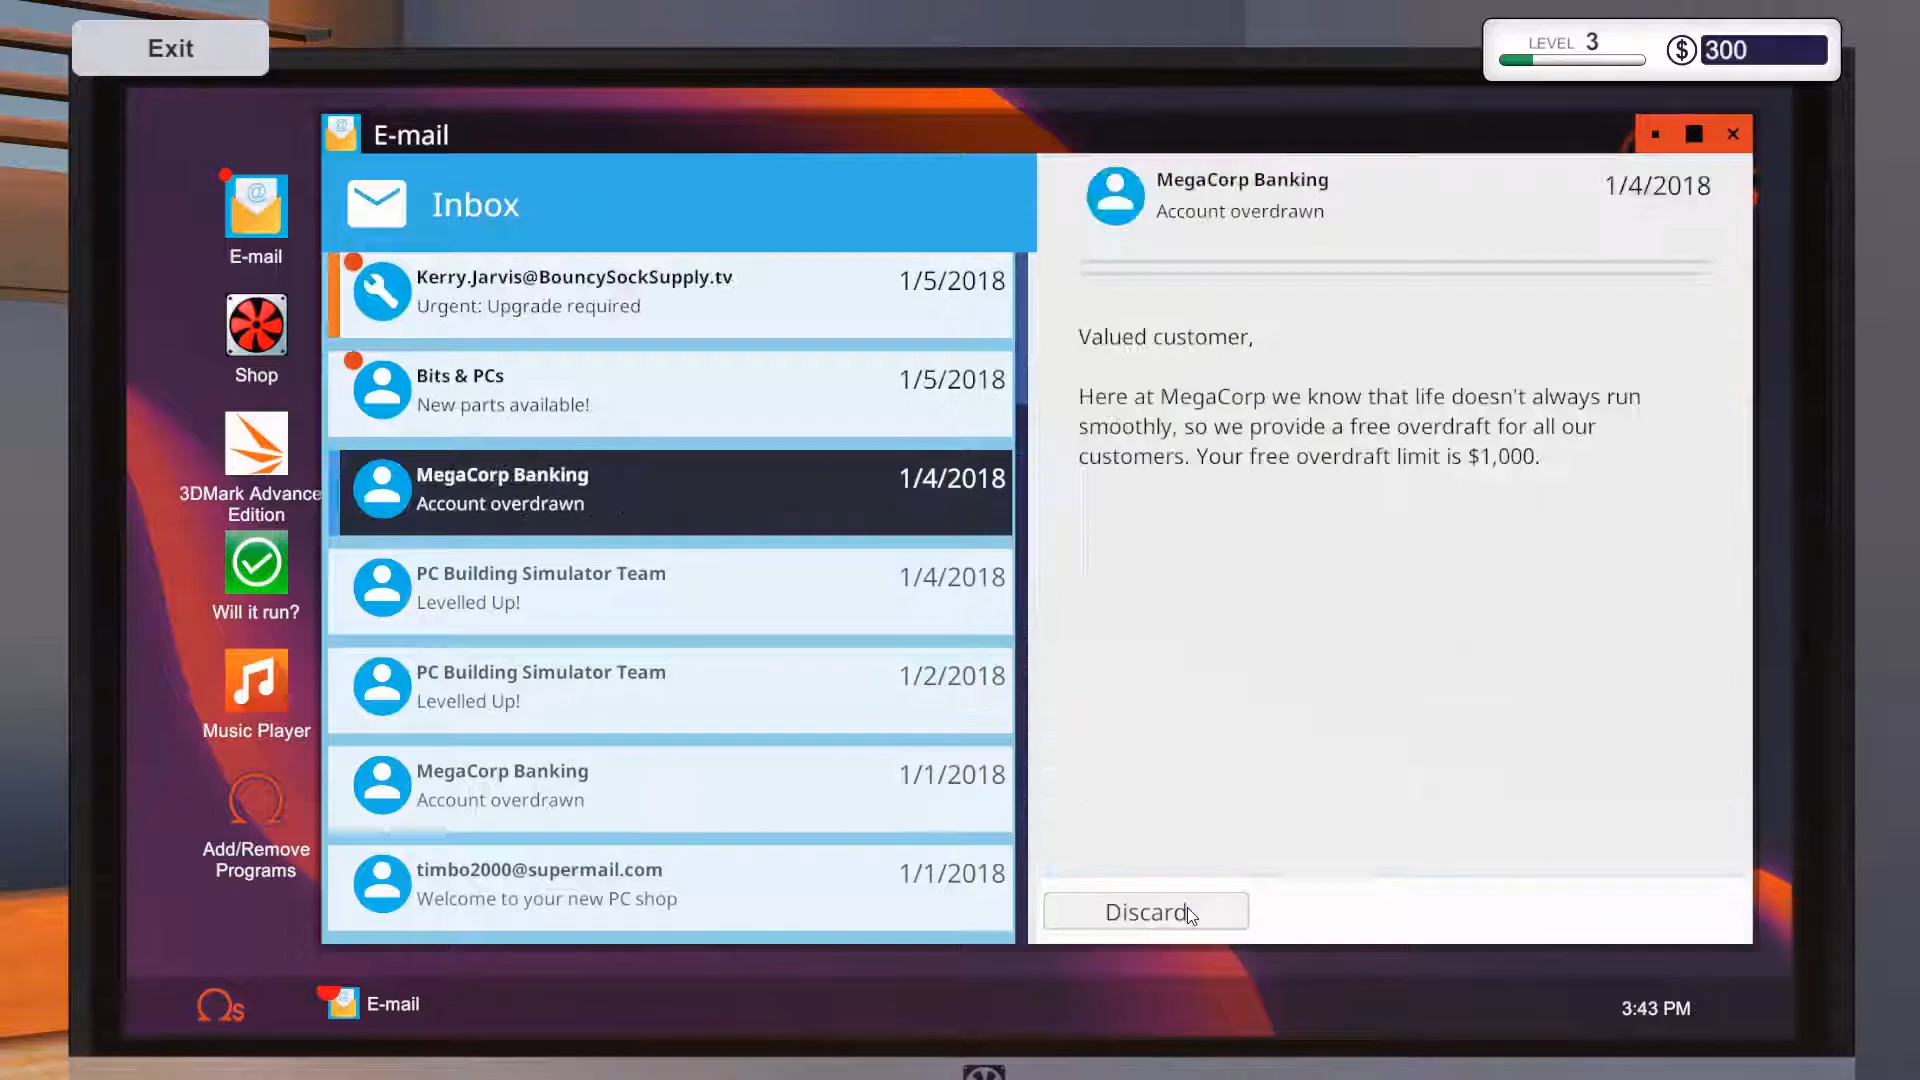 Exit
LEVEL 3
$ 300
E-mail
Inbox
Kerry.Jarvis@BouncySockSupply.tv
1/5/2018
Urgent: Upgrade required
Bits & PCs
1/5/2018
New parts available!
MegaCorp Banking
1/4/2018
Account overdrawn
PC Building Simulator Team
1/4/2018
Levelled Up!
PC Building Simulator Team
1/2/2018
Levelled Up!
MegaCorp Banking
1/1/2018
Account overdrawn
timbo2000@supermail.com
1/1/2018
Welcome to your new PC shop
MegaCorp Banking
1/4/2018
Account overdrawn
Valued customer,
Here at MegaCorp we know that life doesn't always run
smoothly, so we provide a free overdraft for all our
customers. Your free overdraft limit is $1,000.
Discard
E-mail
Shop
3DMark Advance
Edition
Will it run?
Music Player
Add/Remove
Programs
Ωs
E-mail
3:43 PM